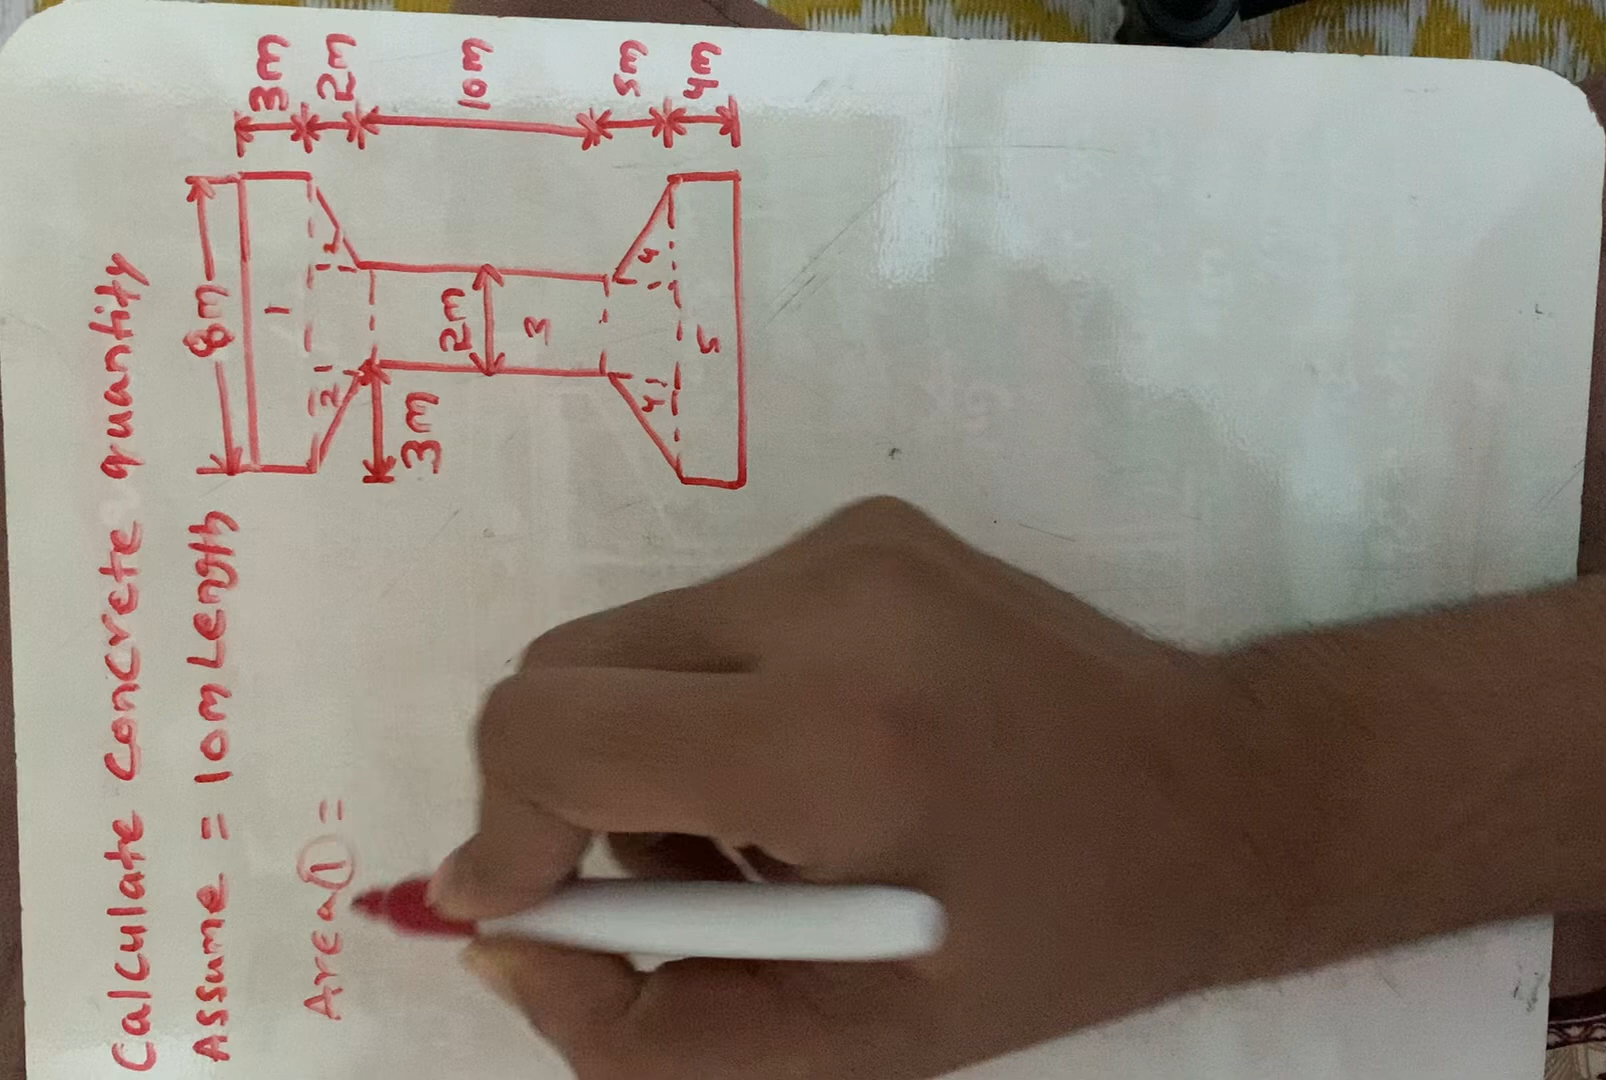 Calculate concrete quantity
Assume = 10m Length
8m
3m
2m
10m
5m
4m
1
2
2
2m
3
3m
4
4
5
Area 1 =